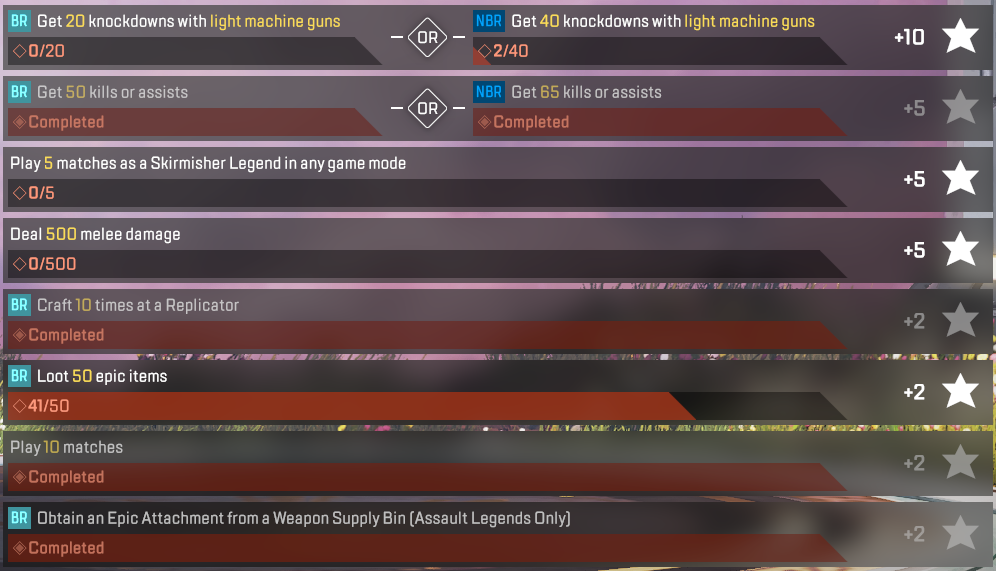 BR Get 20 knockdowns with light machine guns OR NBR Get 40 knockdowns with light machine guns +10
0/20 2/40
BR Get 50 kills or assists OR NBR Get 65 kills or assists +5
Completed Completed
Play 5 matches as a Skirmisher Legend in any game mode +5
0/5
Deal 500 melee damage +5
0/500
BR Craft 10 times at a Replicator +2
Completed
BR Loot 50 epic items +2
41/50
Play 10 matches +2
Completed
BR Obtain an Epic Attachment from a Weapon Supply Bin (Assault Legends Only) +2
Completed